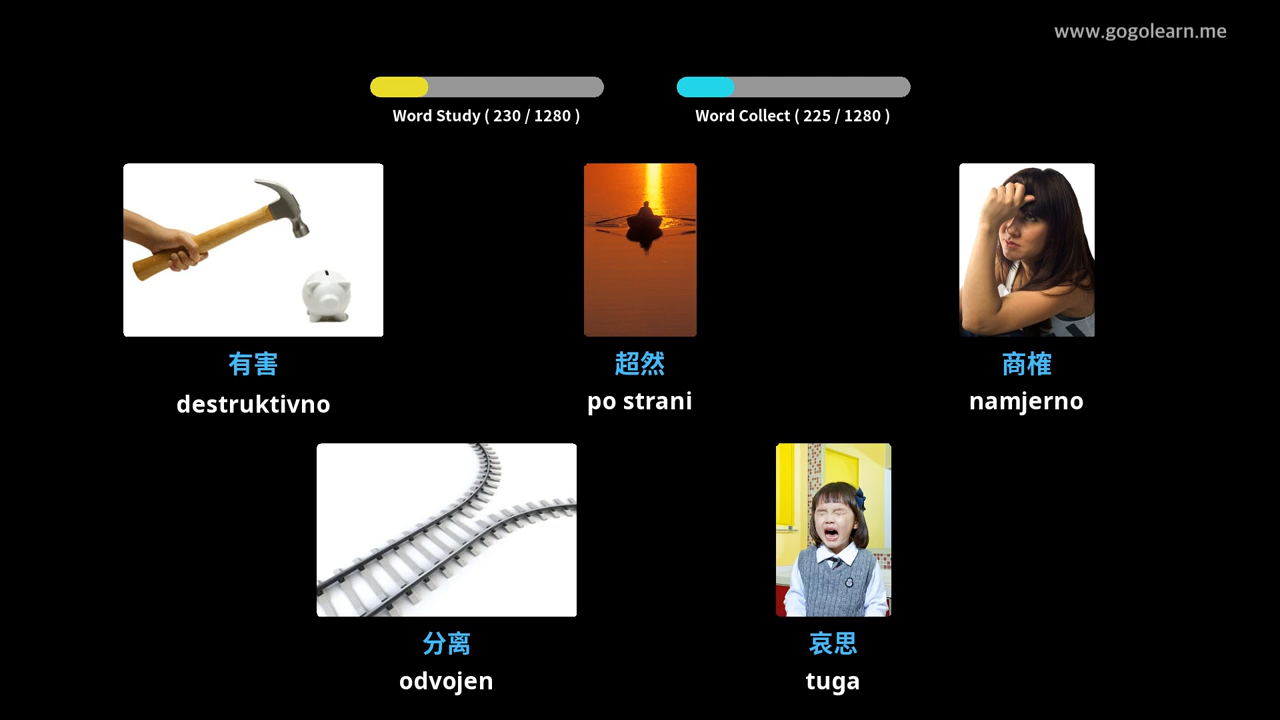 www.gogolearn.me
Word Study ( 230 / 1280 )
Word Collect ( 225 / 1280 )
有害
超然
商榷
destruktivno
po strani
namjerno
分离
哀思
odvojen
tuga